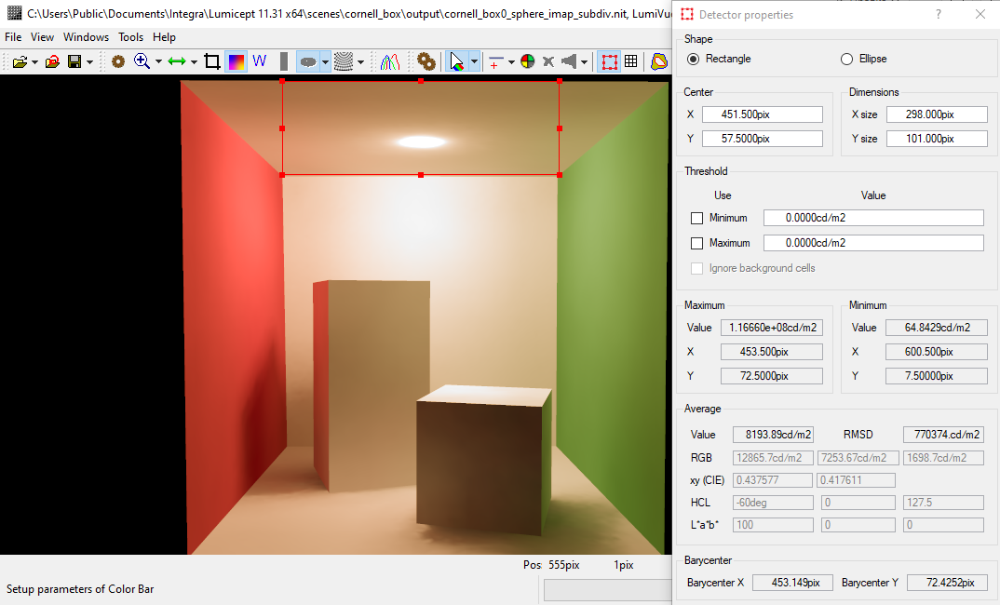 C:\Users\Public\Documents\Integra\Lumicept 11.31 x64\scenes\cornell_box\output\cornell_box0_sphere_imap_subdiv.nit, LumiVue
File View Windows Tools Help
W
Pos: 555pix 1pix
Setup parameters of Color Bar
Detector properties
Shape
Rectangle Ellipse
Center Dimensions
X 451.500pix X size 298.000pix
Y 57.5000pix Y size 101.000pix
Threshold
Use Value
Minimum 0.0000cd/m2
Maximum 0.0000cd/m2
Ignore background cells
Maximum Minimum
Value 1.16660e+08cd/m2 Value 64.8429cd/m2
X 453.500pix X 600.500pix
Y 72.5000pix Y 7.50000pix
Average
Value 8193.89cd/m2 RMSD 770374.cd/m2
RGB 12865.7cd/m2 7253.67cd/m2 1698.7cd/m2
xy (CIE) 0.437577 0.417611
HCL -60deg 0 127.5
L*a*b* 100 0 0
Barycenter
Barycenter X 453.149pix Barycenter Y 72.4252pix